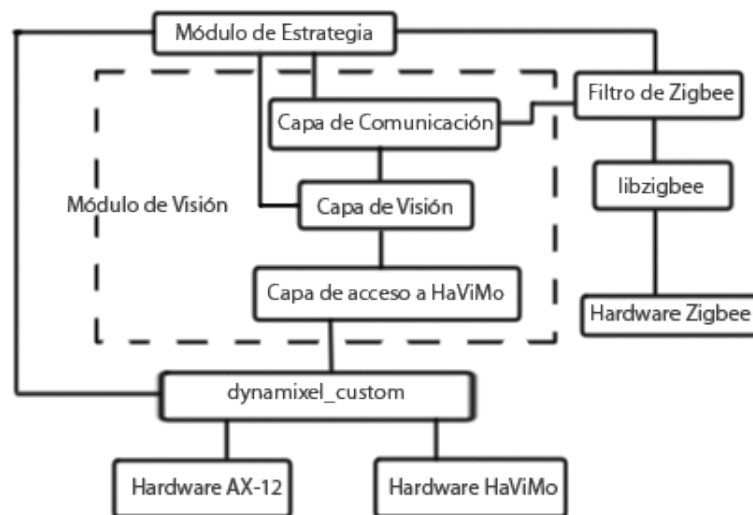 Módulo de Estrategia
Filtro de Zigbee
Capa de Comunicación
libzigbee
Módulo de Visión
Capa de Visión
Capa de acceso a HaViMo
Hardware Zigbee
dynamixel_custom
Hardware AX-12
Hardware HaViMo